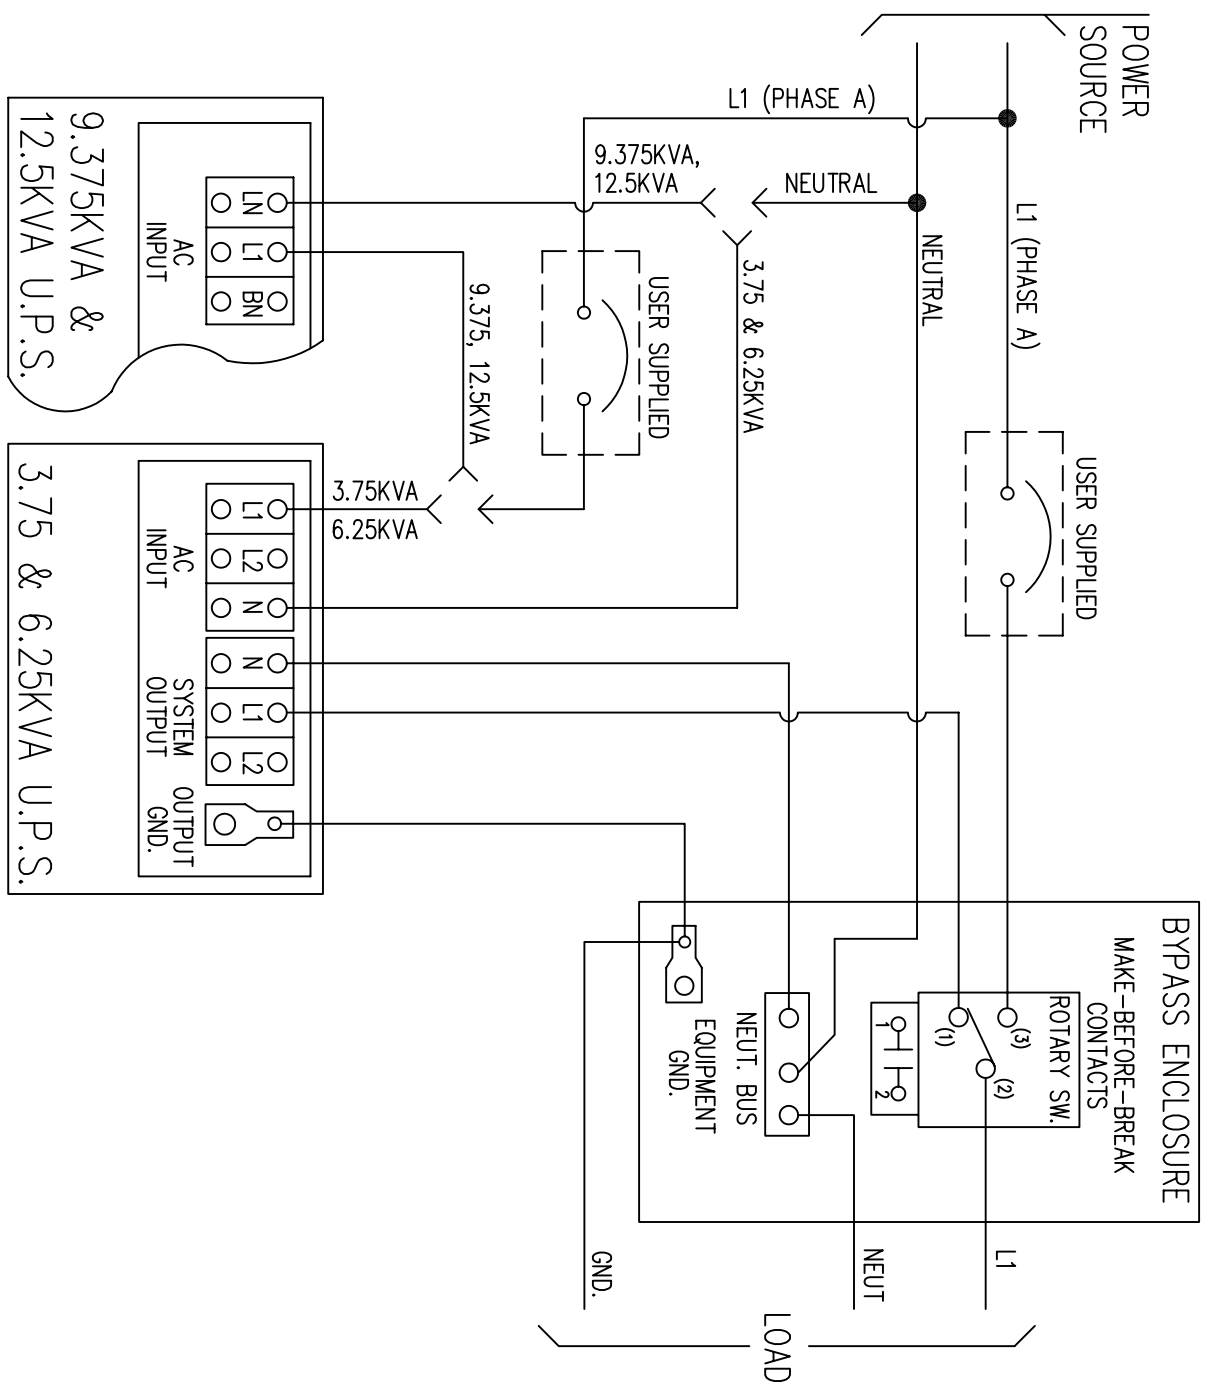 POWER
SOURCE
L1 (PHASE A)
NEUTRAL
USER SUPPLIED
L1 (PHASE A)
NEUTRAL
9.375KVA,
12.5KVA
3.75 & 6.25KVA
USER SUPPLIED
9.375, 12.5KVA
3.75KVA
6.25KVA
BYPASS ENCLOSURE
MAKE-BEFORE-BREAK
CONTACTS
ROTARY SW.
(3)
(2)
(1)
1
2
NEUT. BUS
EQUIPMENT
GND.
L1
NEUT
GND.
LOAD
LN
L1
BN
AC
INPUT
9.375KVA &
12.5KVA U.P.S.
L1
L2
N
AC
INPUT
N
L1
L2
SYSTEM
OUTPUT
OUTPUT
GND.
3.75 & 6.25KVA U.P.S.